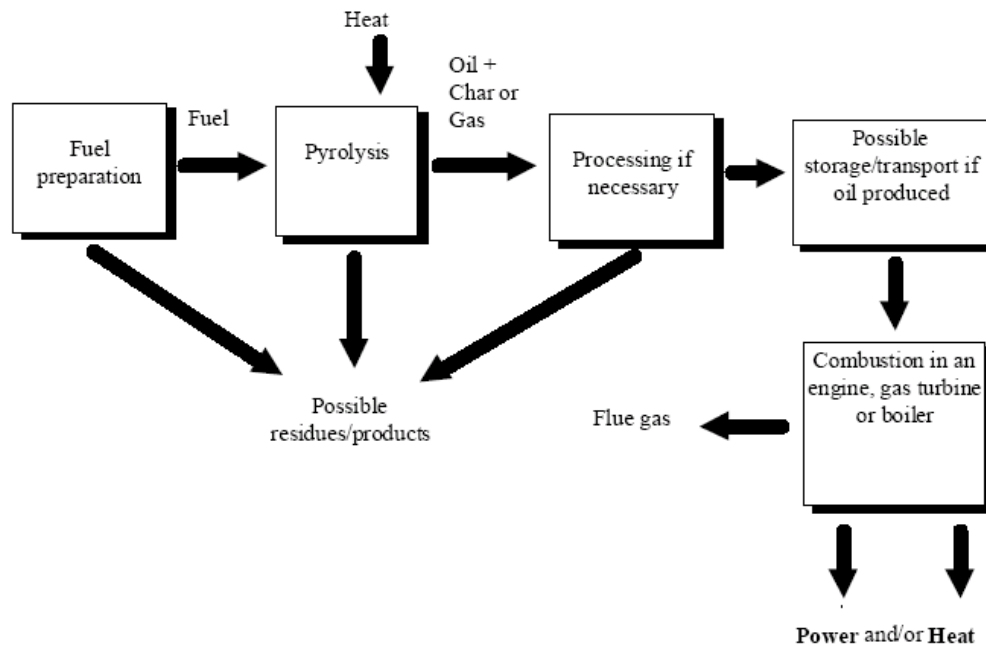 Heat
Oil +
Char or
Gas
Fuel
Fuel
preparation
Pyrolysis
Processing if
necessary
Possible
storage/transport if
oil produced
Combustion in an
engine, gas turbine
or boiler
Possible
residues/products
Flue gas
Power and/or Heat